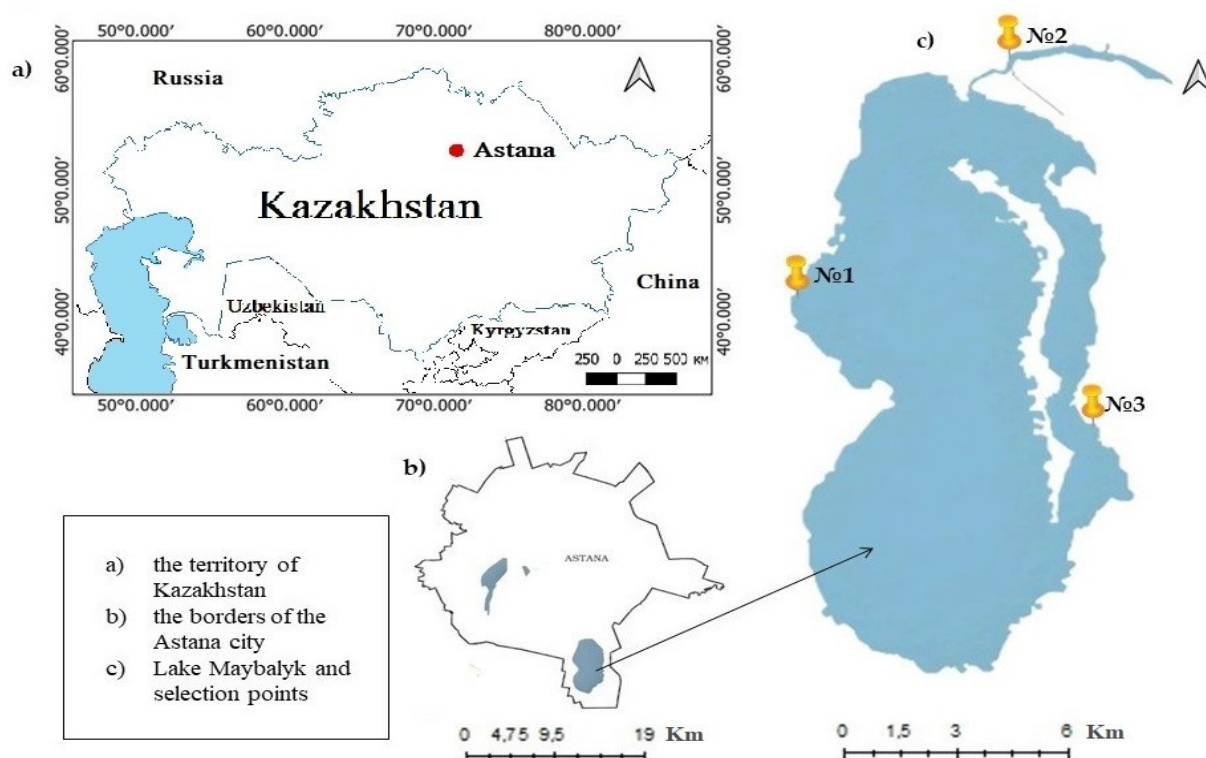 a)
50°0.000′ 60°0.000′ 70°0.000′ 80°0.000′
60°0.000′
50°0.000′
40°0.000′
Russia
Astana
Kazakhstan
China
Uzbekistan
Kyrgyzstan
Turkmenistan
250 0 250 500 KM
60°0.000′
50°0.000′
40°0.000′
50°0.000′ 60°0.000′ 70°0.000′ 80°0.000′
b)
ASTANA
0 4,75 9,5 19 Km
c)
№2
№1
№3
0 1,5 3 6 Km
a) the territory of
Kazakhstan
b) the borders of the
Astana city
c) Lake Maybalyk and
selection points